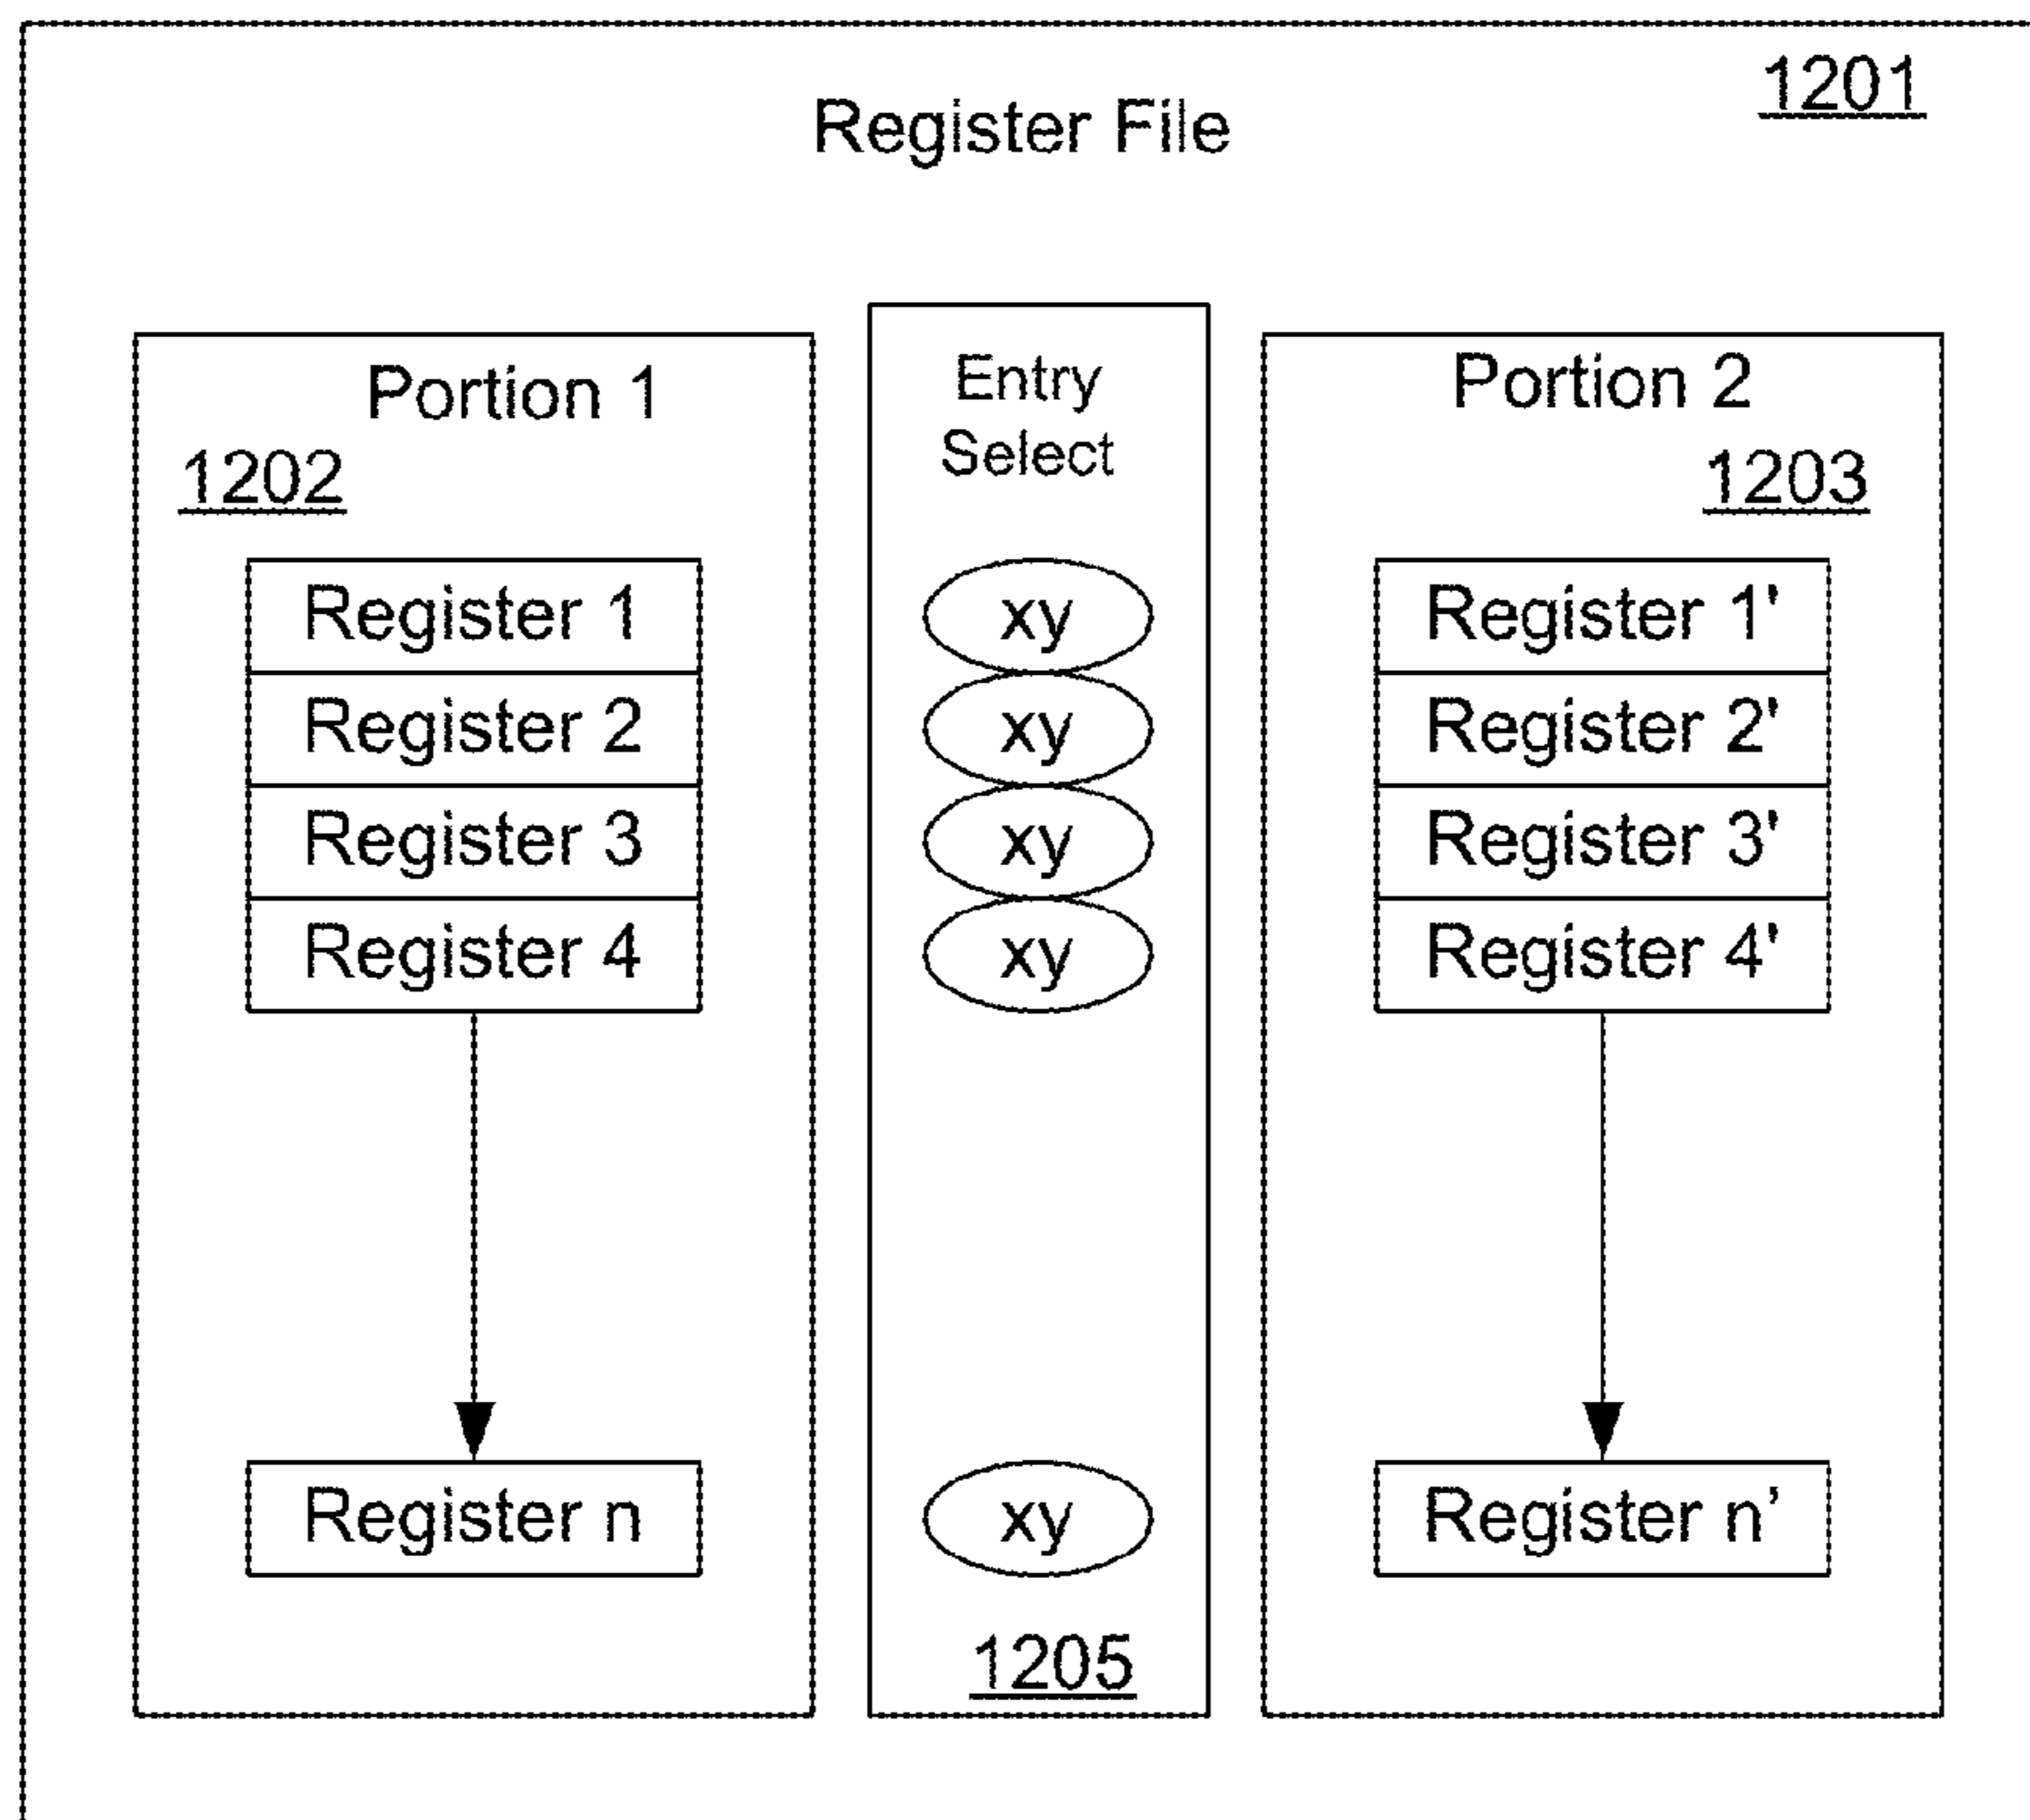 1201
Register File
Portion 1
1202
Register 1
Register 2
Register 3
Register 4
Register n
Entry
Select
xy
xy
xy
xy
xy
1205
Portion 2
1203
Register 1'
Register 2'
Register 3'
Register 4'
Register n’